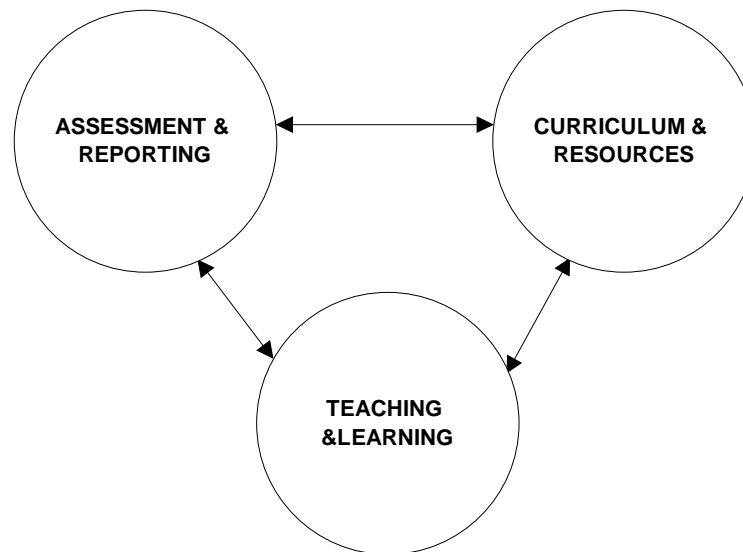 ASSESSMENT &
REPORTING
CURRICULUM &
RESOURCES
TEACHING
&LEARNING